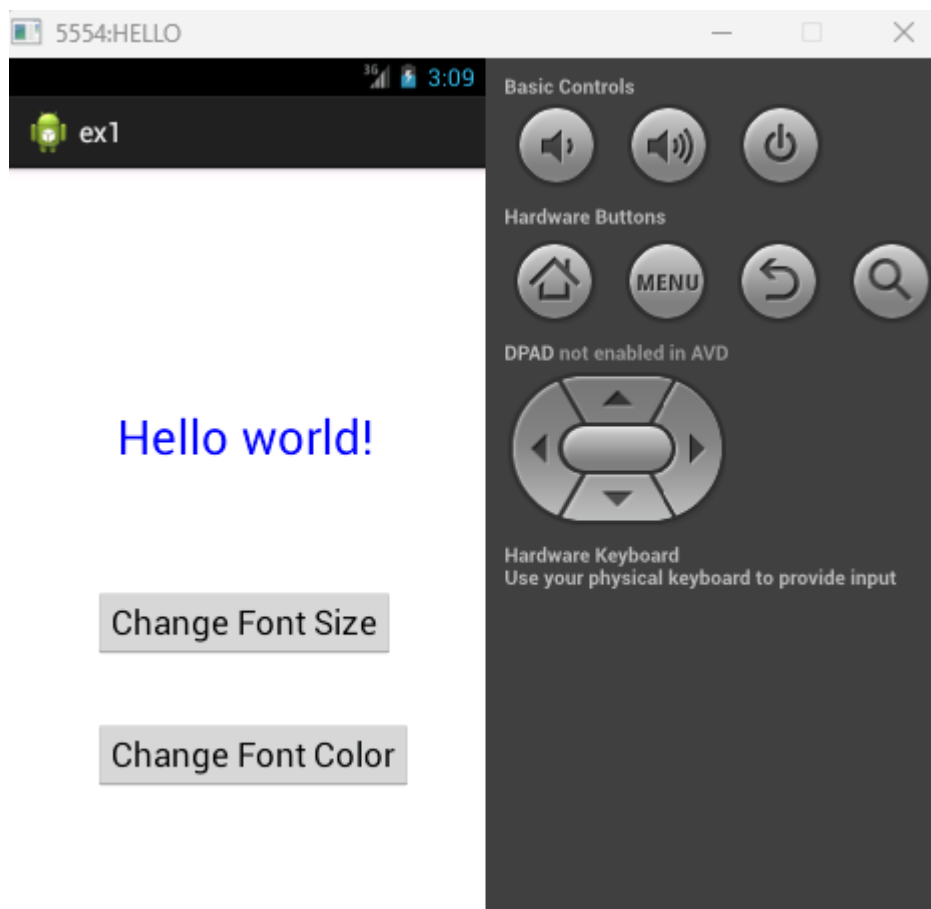 5554:HELLO
3G 3:09
ex1
Hello world!
Change Font Size
Change Font Color
Basic Controls
Hardware Buttons
MENU
DPAD not enabled in AVD
Hardware Keyboard
Use your physical keyboard to provide input